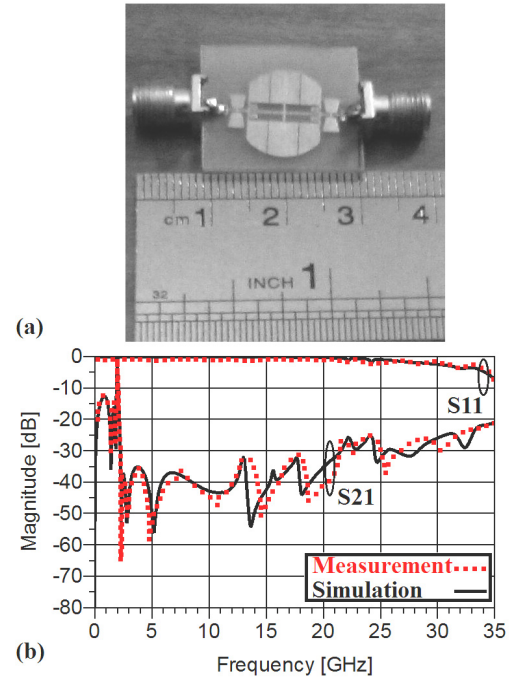 (a)
cm 1 2 3 4
INCH 1
32
0
-10
-20
-30
-40
-50
-60
-70
-80
Magnitude [dB]
S11
S21
Measurement
Simulation
0 5 10 15 20 25 30 35
Frequency [GHz]
(b)